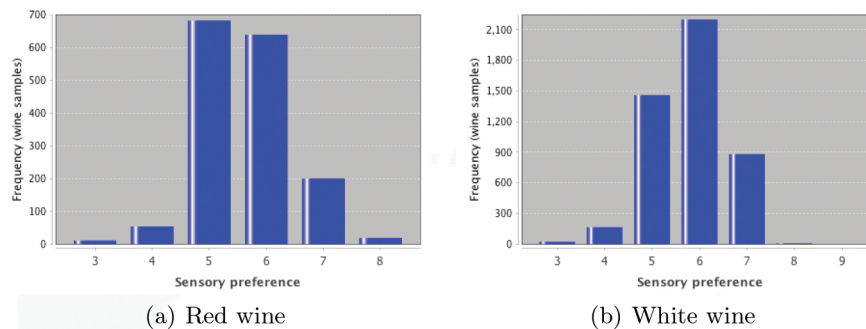 700
600
500
400
300
200
100
0
Frequency (wine samples)
3 4 5 6 7 8
Sensory preference
(a) Red wine
2,100
1,800
1,500
1,200
900
600
300
0
Frequency (wine samples)
3 4 5 6 7 8 9
Sensory preference
(b) White wine